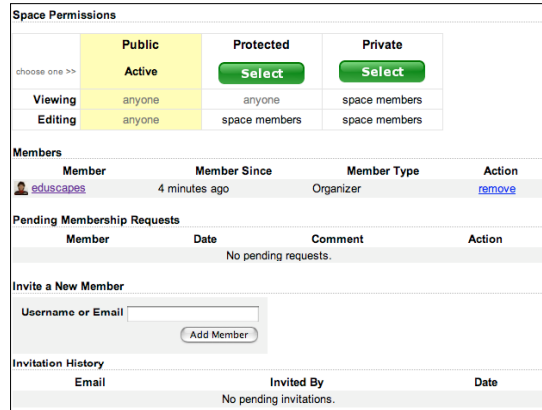 Space Permissions
Public Protected Private
choose one >> Active Select Select
Viewing anyone anyone space members
Editing anyone space members space members
Members
Member Member Since Member Type Action
eduscapes 4 minutes ago Organizer remove
Pending Membership Requests
Member Date Comment Action
No pending requests.
Invite a New Member
Username or Email
Add Member
Invitation History
Email Invited By Date
No pending invitations.